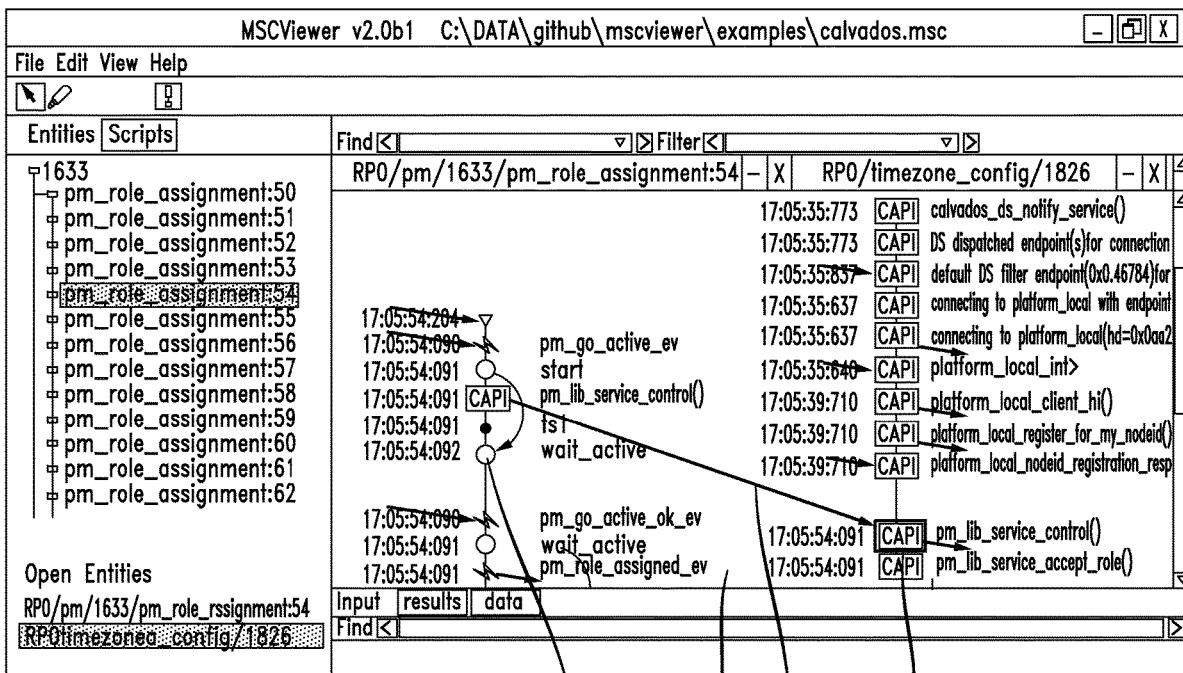 MSCViewer v2.0b1 C:\DATA\github\mscviewer\examples\calvados.msc
File Edit View Help
Entities Scripts
1633
pm_role_assignment:50
pm_role_assignment:51
pm_role_assignment:52
pm_role_assignment:53
pm_role_assignment:54
pm_role_assignment:55
pm_role_assignment:56
pm_role_assignment:57
pm_role_assignment:58
pm_role_assignment:59
pm_role_assignment:60
pm_role_assignment:61
pm_role_assignment:62
Open Entities
RPO/pm/1633/pm_role_rssignment:54
RPOtimezonea_config/1826
Find Filter
RPO/pm/1633/pm_role_assignment:54 – X
17:05:54:204
17:05:54:090 pm_go_active_ev
17:05:54:091 start
17:05:54:091 CAPI pm_lib_service_control()
17:05:54:091 ts1
17:05:54:092 wait_active
17:05:54:090 pm_go_active_ok_ev
17:05:54:091 wait_active
17:05:54:091 pm_role_assigned_ev
RPO/timezone_config/1826 – X
17:05:35:773 CAPI calvados_ds_notify_service()
17:05:35:773 CAPI DS dispatched endpoint(s)for connection
17:05:35:837 CAPI default DS filter endpoint(0x0.46784)for
17:05:35:637 CAPI connecting to platform_local with endpoint
17:05:35:637 CAPI connecting to platform_local(hd=0x0aa2
17:05:35:640 CAPI platform_local_int>
17:05:39:710 CAPI platform_local_client_hi()
17:05:39:710 CAPI platform_local_register_for_my_nodeid()
17:05:39:710 CAPI platform_local_nodeid_registration_resp
17:05:54:091 CAPI pm_lib_service_control()
17:05:54:091 CAPI pm_lib_service_accept_role()
Input results data
Find